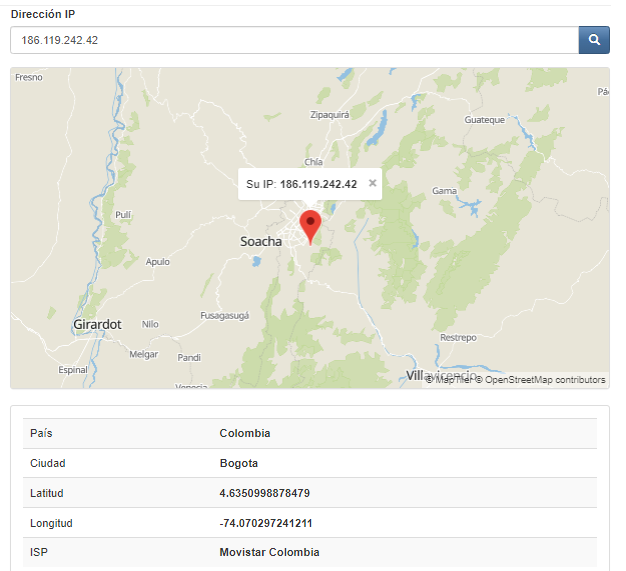 Dirección IP
186.119.242.42
Fresno
Zipaquirá
Guateque
Chía
Su IP: 186.119.242.42 ×
Gama
Pulí
Soacha
Apulo
Fusagasugá
Girardot
Nilo
Restrepo
Melgar
Pandi
Espinal
Villavicencio
Venecia
© MapTiler © OpenStreetMap contributors
País Colombia
Ciudad Bogota
Latitud 4.6350998878479
Longitud -74.070297241211
ISP Movistar Colombia